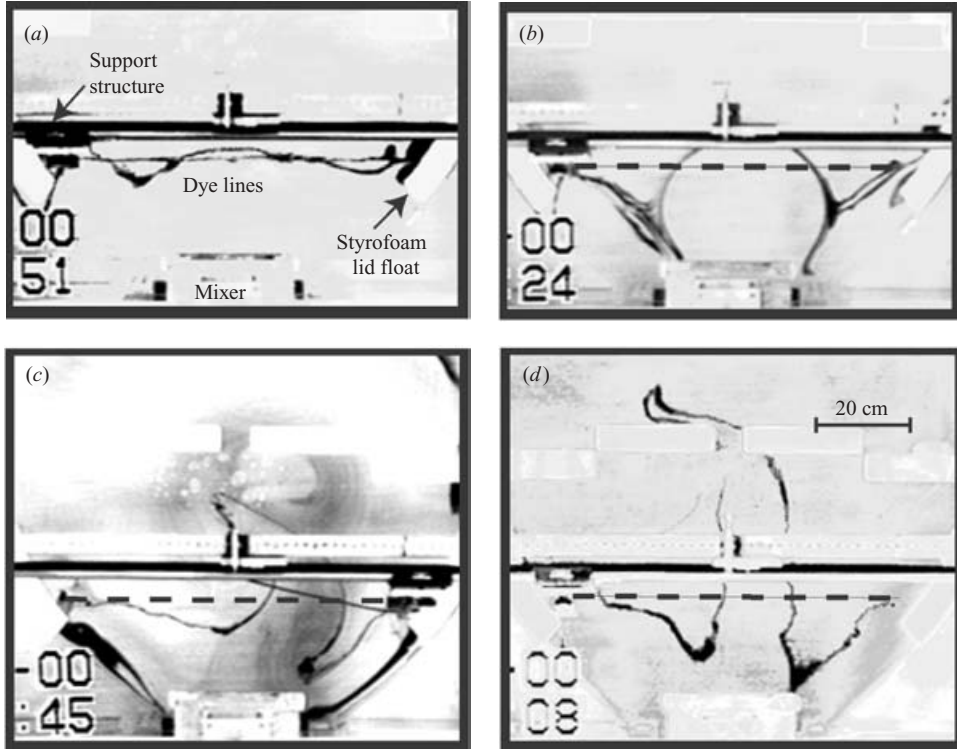 (a)
Support
structure
Dye lines
Styrofoam
lid float
Mixer
00
51
(b)
-00
24
(c)
-00
:45
(d)
20 cm
00
08